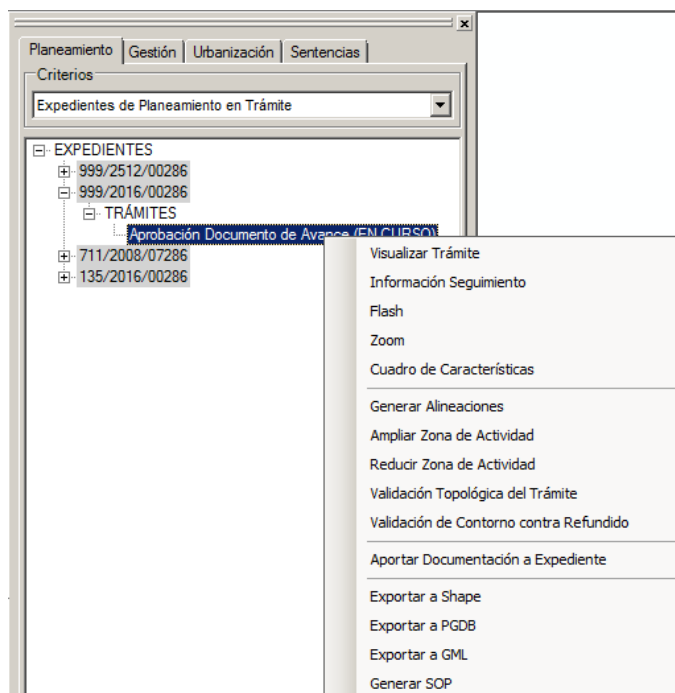 Planeamiento Gestión Urbanización Sentencias
Criterios
Expedientes de Planeamiento en Trámite
EXPEDIENTES
999/2512/00286
999/2016/00286
TRÁMITES
Aprobación Documento de Avance (EN CURSO)
711/2008/07286
135/2016/00286
Visualizar Trámite
Información Seguimiento
Flash
Zoom
Cuadro de Características
Generar Alineaciones
Ampliar Zona de Actividad
Reducir Zona de Actividad
Validación Topológica del Trámite
Validación de Contorno contra Refundido
Aportar Documentación a Expediente
Exportar a Shape
Exportar a PGDB
Exportar a GML
Generar SOP